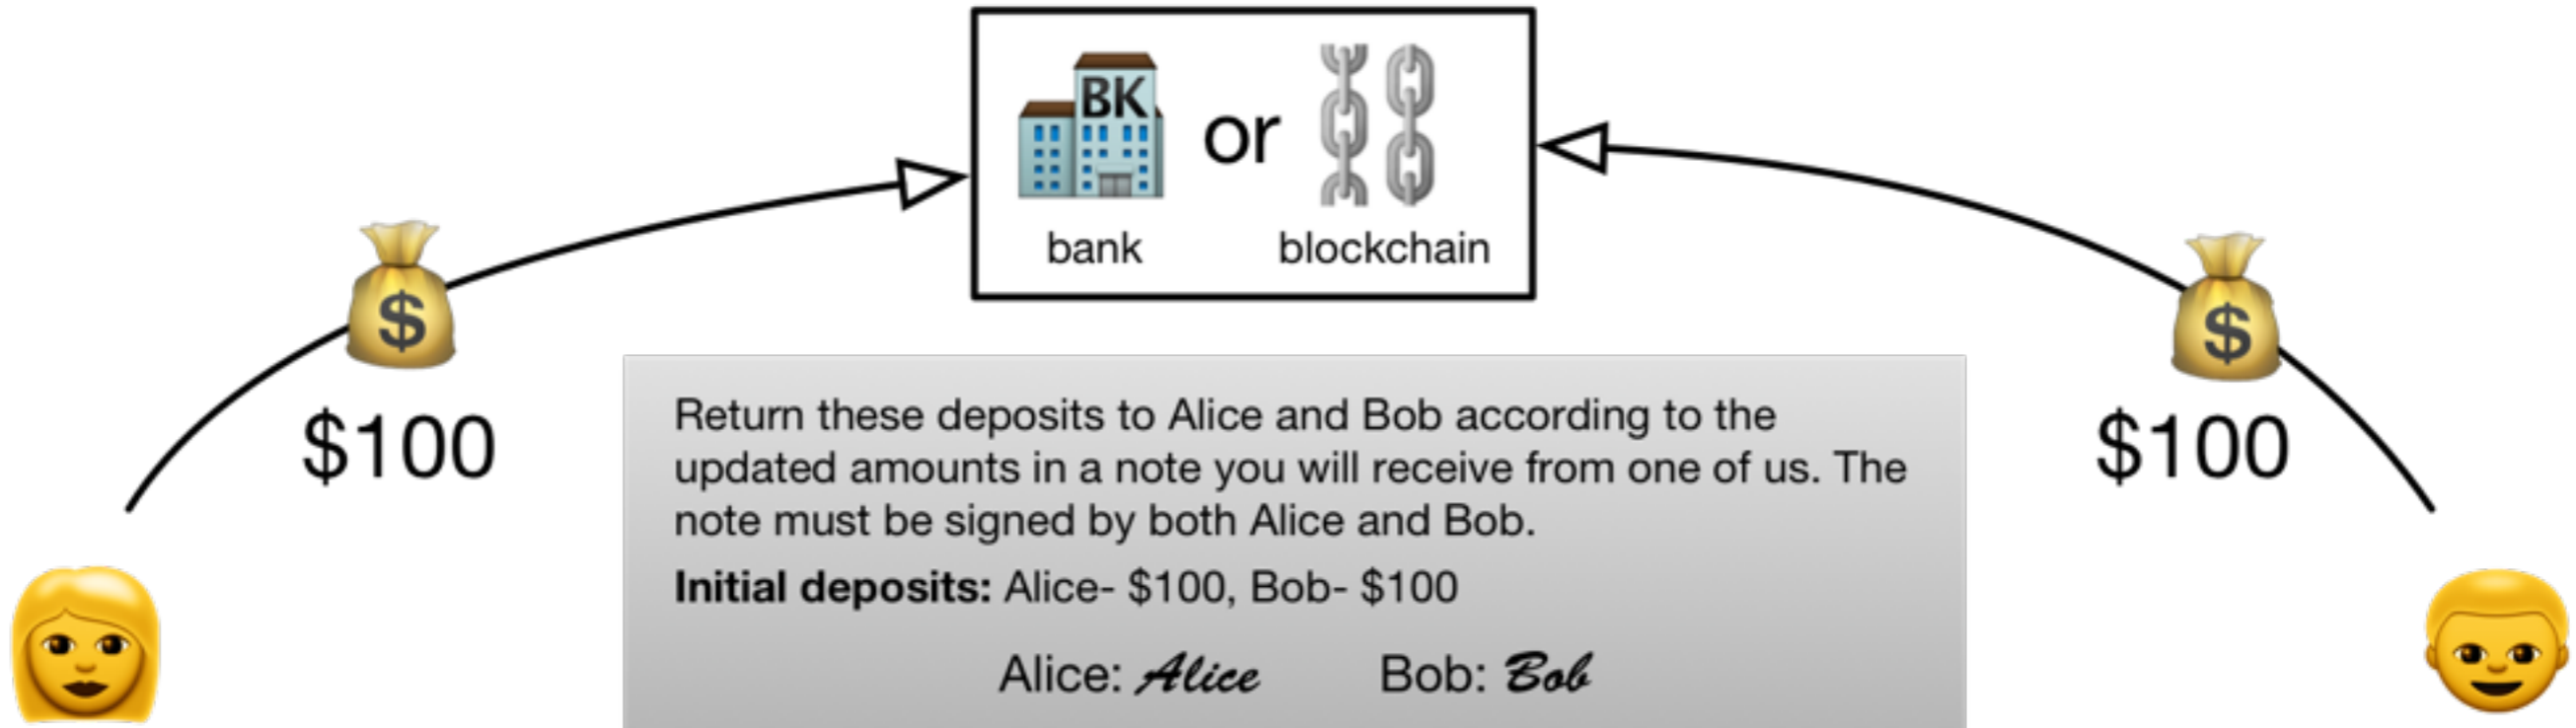 BK
or
bank
blockchain
$
$100
$
$100
Return these deposits to Alice and Bob according to the
updated amounts in a note you will receive from one of us. The
note must be signed by both Alice and Bob.
Initial deposits: Alice- $100, Bob- $100
Alice: Alice Bob: Bob